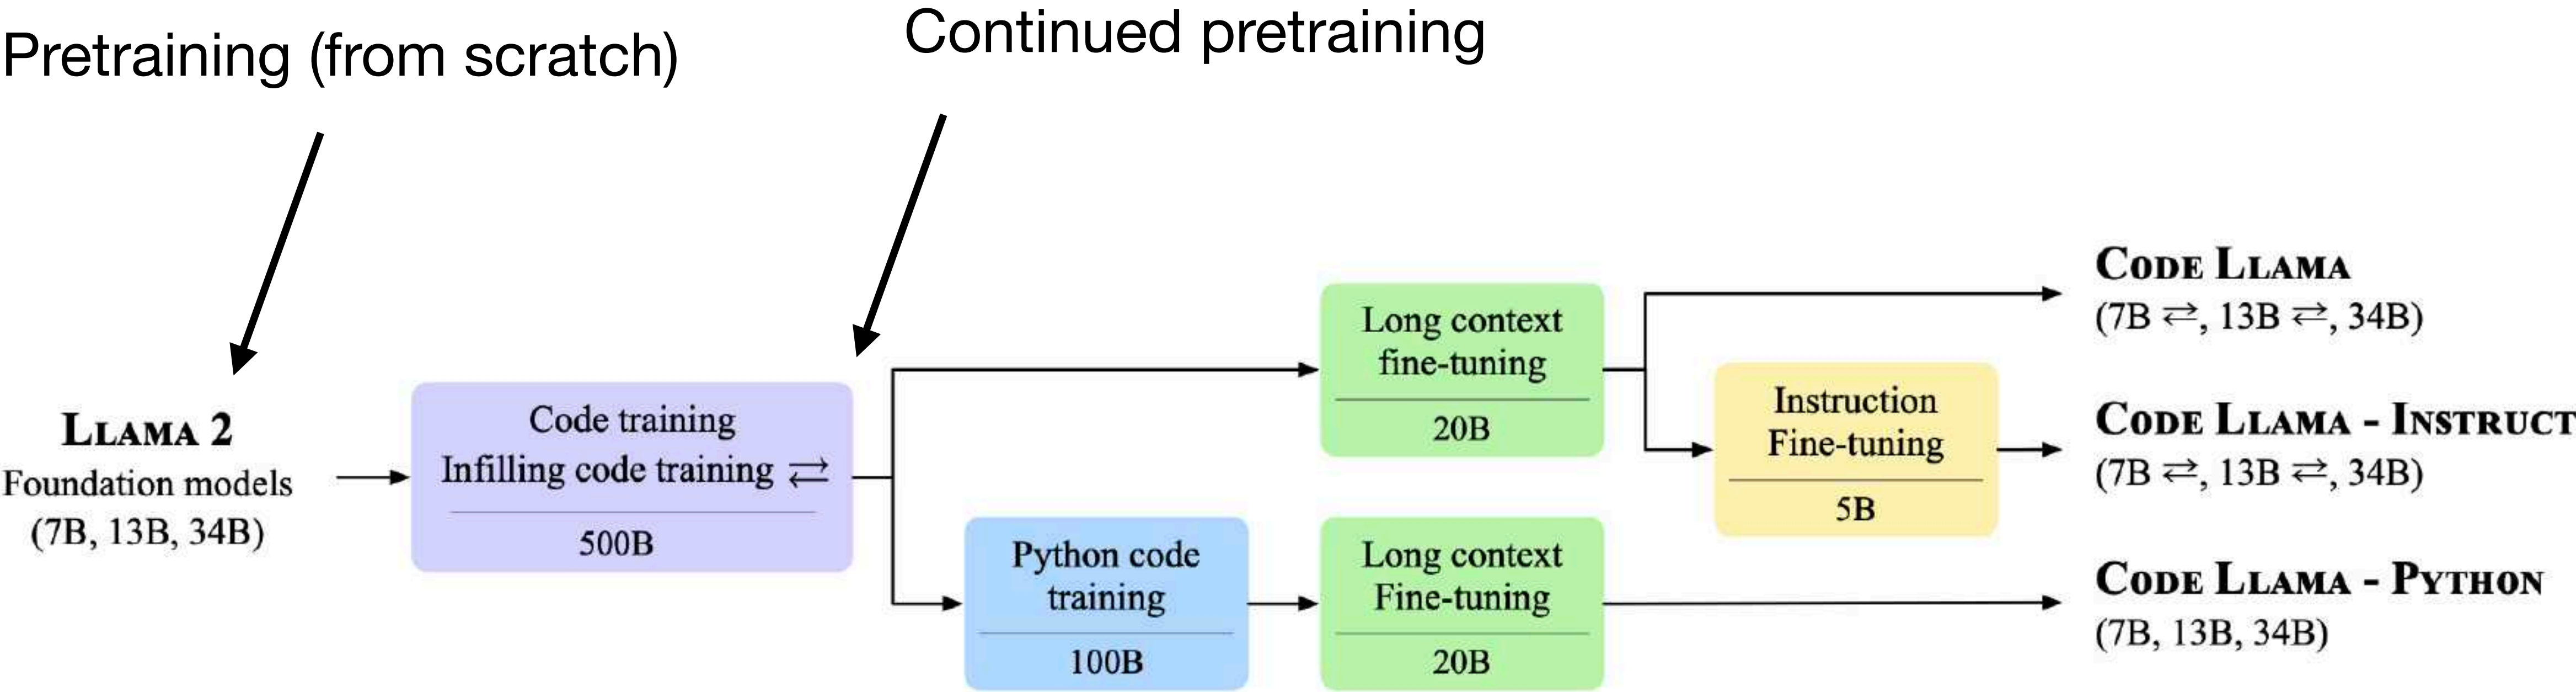 Pretraining (from scratch)
Continued pretraining
LLAMA 2
Foundation models
(7B, 13B, 34B)
Code training
Infilling code training ⇄
500B
Python code
training
100B
Long context
fine-tuning
20B
Long context
Fine-tuning
20B
Instruction
Fine-tuning
5B
CODE LLAMA
(7B ⇄, 13B ⇄, 34B)
CODE LLAMA - INSTRUCT
(7B ⇄, 13B ⇄, 34B)
CODE LLAMA - PYTHON
(7B, 13B, 34B)